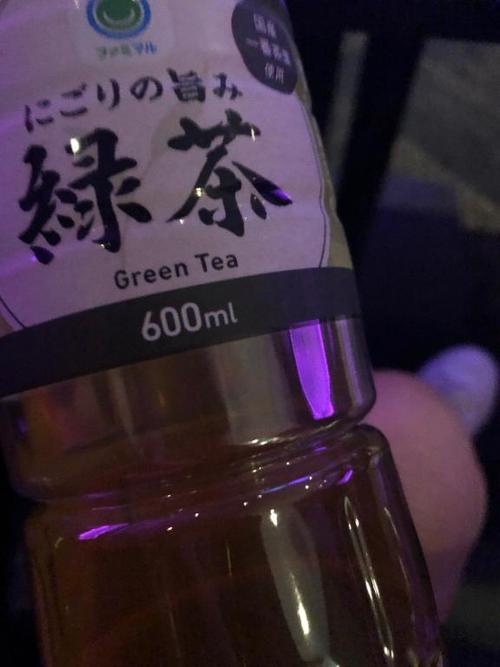 ファミマル
国産
一番茶葉
使用
にごりの旨み
緑茶
Green Tea
600ml